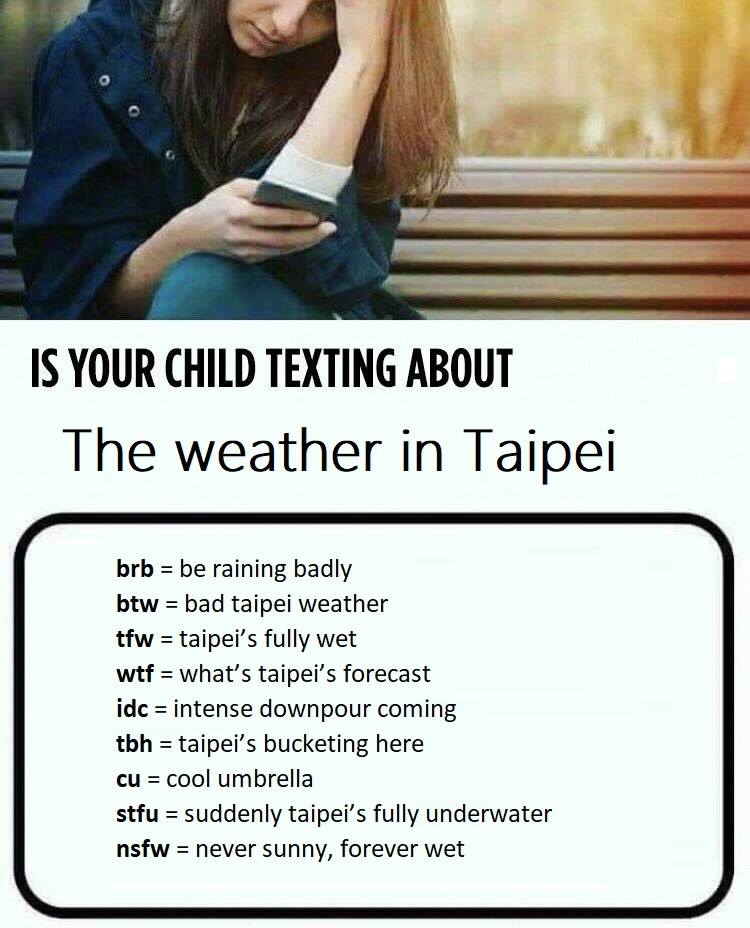 IS YOUR CHILD TEXTING ABOUT
The weather in Taipei
brb = be raining badly
btw = bad taipei weather
tfw = taipei's fully wet
wtf = what's taipei's forecast
idc = intense downpour coming
tbh = taipei's bucketing here
cu = cool umbrella
stfu = suddenly taipei's fully underwater
nsfw = never sunny, forever wet